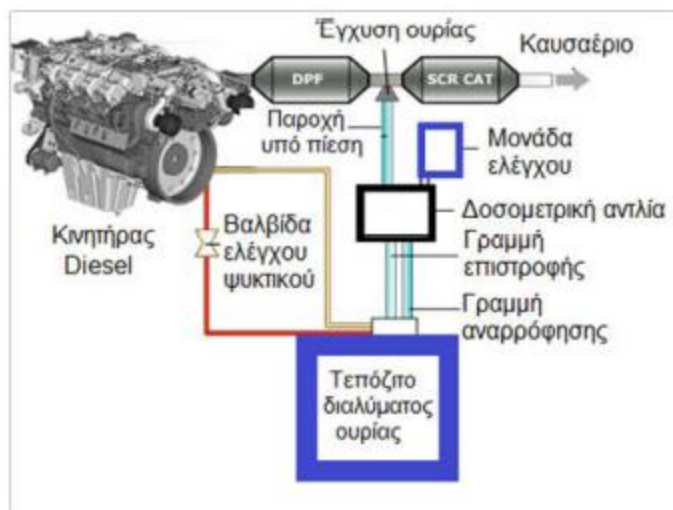 Έγχυση ουρίας
Καυσαέριο
DPF
SCR CAT
Παροχή
υπό πίεση
Μονάδα
ελέγχου
Δοσομετρική αντλία
Κινητήρας
Diesel
Βαλβίδα
ελέγχου
ψυκτικού
Γραμμή
επιστροφής
Γραμμή
αναρρόφησης
Τεπόζιτο
διαλύματος
ουρίας